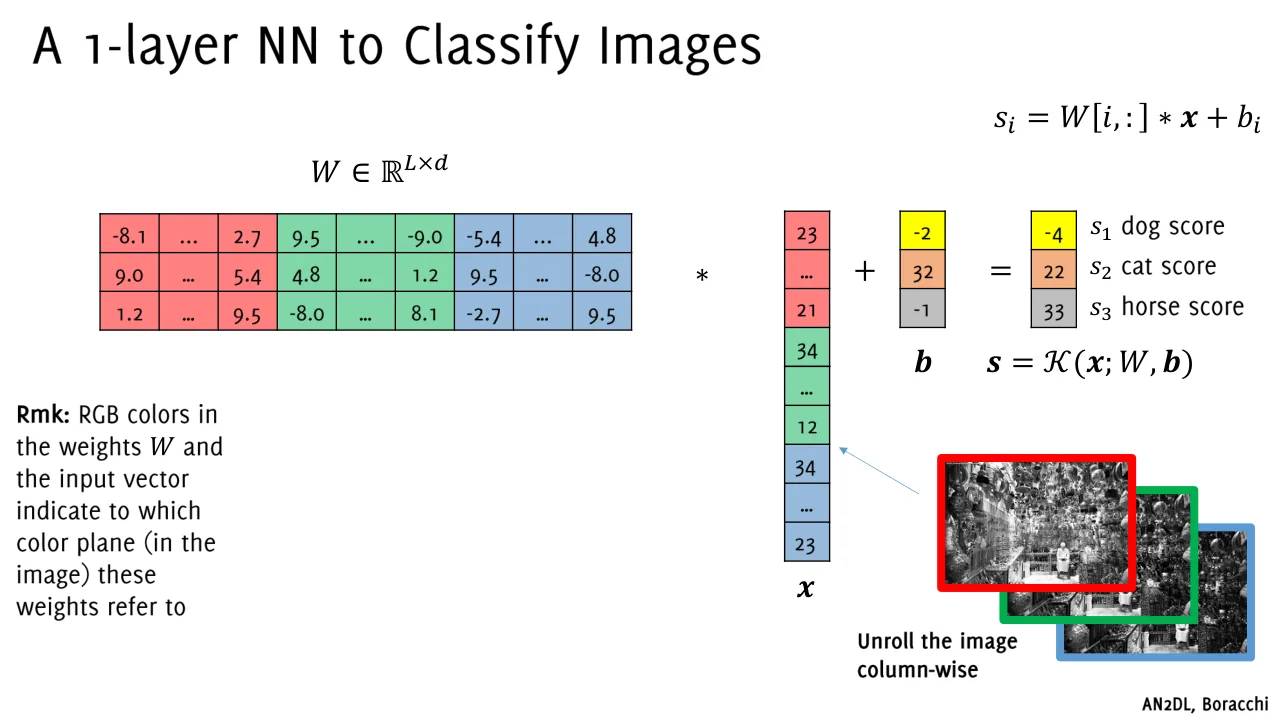 A 1-layer NN to Classify Images
s_i = W[i,:] ∗ x + b_i
W ∈ ℝ^{L×d}
-8.1 ... 2.7 9.5 ... -9.0 -5.4 ... 4.8
9.0 ... 5.4 4.8 ... 1.2 9.5 ... -8.0
1.2 ... 9.5 -8.0 ... 8.1 -2.7 ... 9.5
∗
23
...
21
34
...
12
34
...
23
x
+
-2
32
-1
b
=
-4
22
33
s_1 dog score
s_2 cat score
s_3 horse score
s = 𝒦(x; W, b)
Rmk: RGB colors in
the weights W and
the input vector
indicate to which
color plane (in the
image) these
weights refer to
Unroll the image
column-wise
AN2DL, Boracchi